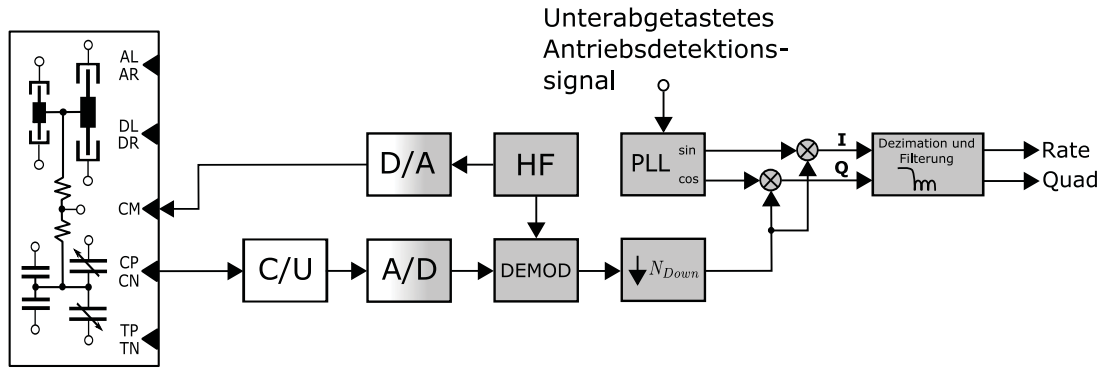 Unterabgetastetes
Antriebsdetektions-
signal
AL
AR
DL
DR
CM
CP
CN
TP
TN
D/A
HF
C/U
A/D
DEMOD
N_Down
PLL
sin
cos
I
Q
Dezimation und
Filterung
Rate
Quad